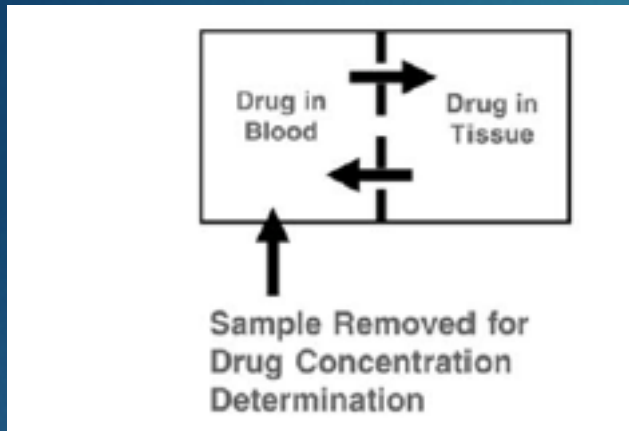 Drug in
Blood
Drug in
Tissue
Sample Removed for
Drug Concentration
Determination